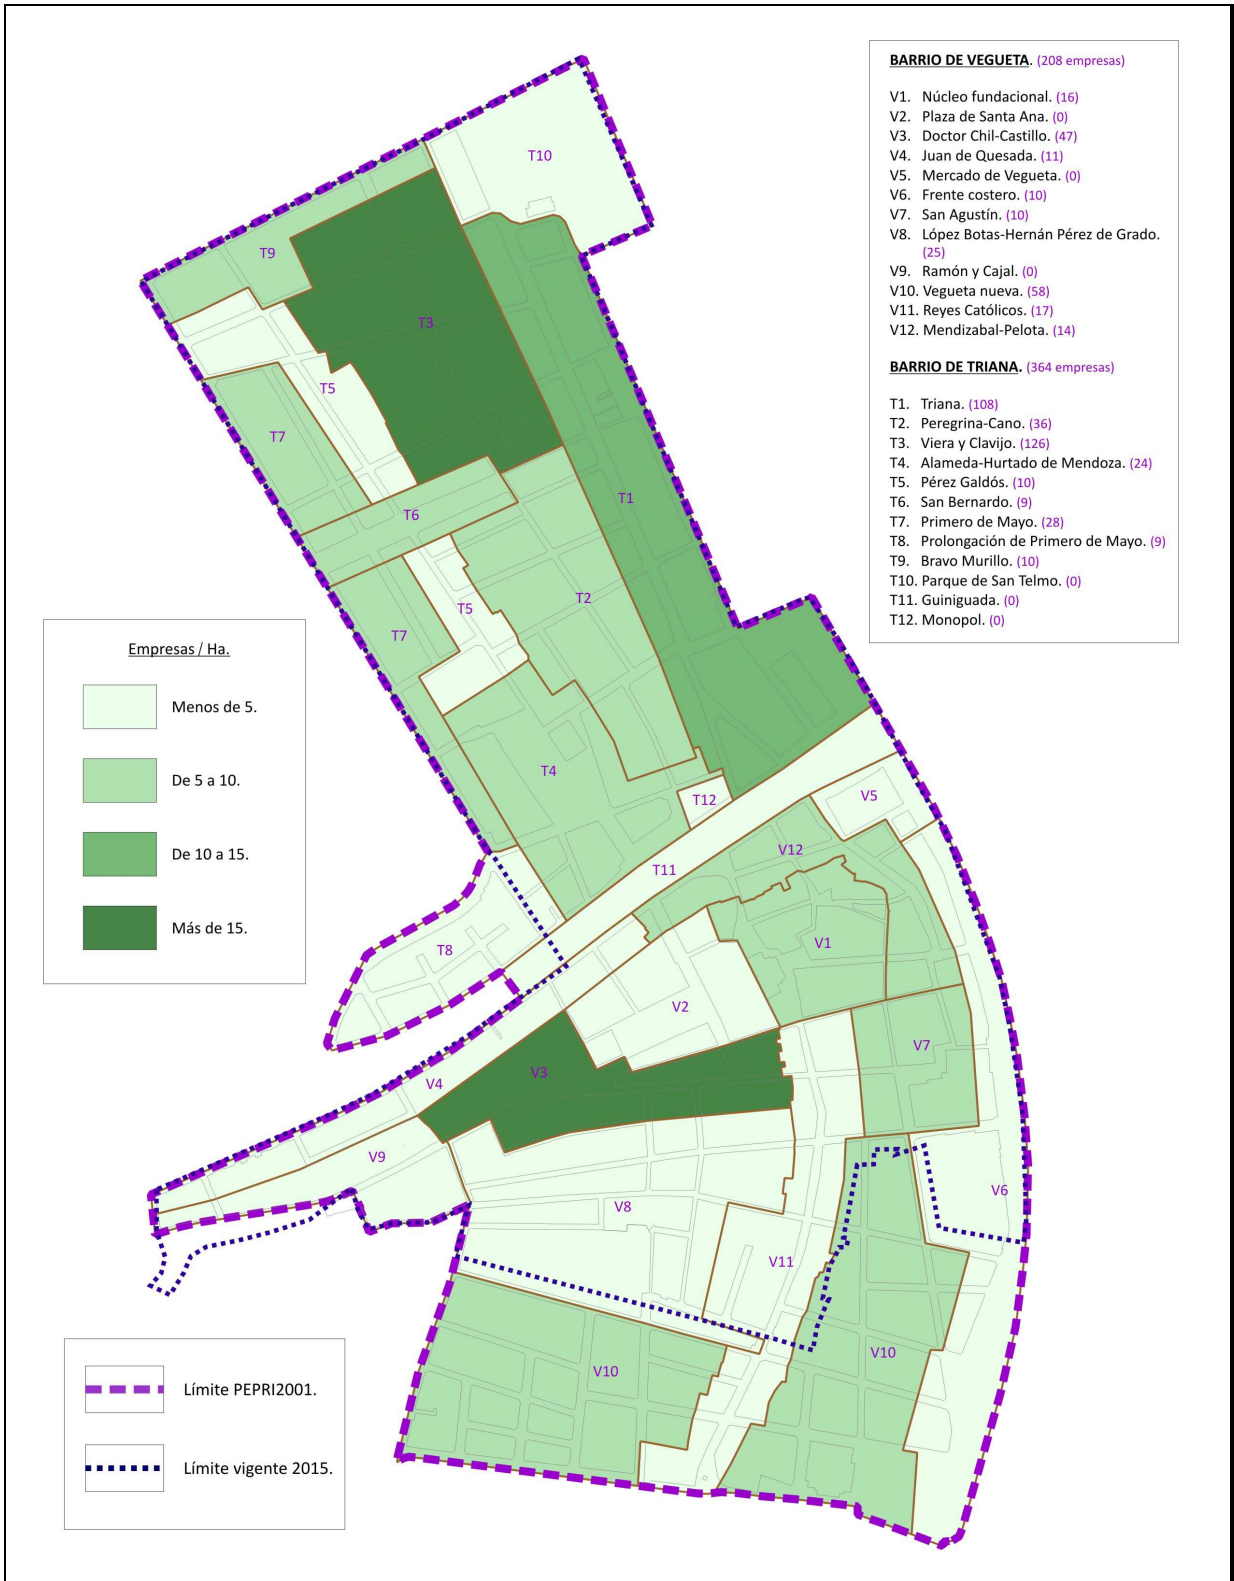 BARRIO DE VEGUETA. (208 empresas)
V1. Núcleo fundacional. (16)
V2. Plaza de Santa Ana. (0)
V3. Doctor Chil-Castillo. (47)
V4. Juan de Quesada. (11)
V5. Mercado de Vegueta. (0)
V6. Frente costero. (10)
V7. San Agustín. (10)
V8. López Botas-Hernán Pérez de Grado.
(25)
V9. Ramón y Cajal. (0)
V10. Vegueta nueva. (58)
V11. Reyes Católicos. (17)
V12. Mendizabal-Pelota. (14)
BARRIO DE TRIANA. (364 empresas)
T1. Triana. (108)
T2. Peregrina-Cano. (36)
T3. Viera y Clavijo. (126)
T4. Alameda-Hurtado de Mendoza. (24)
T5. Pérez Galdós. (10)
T6. San Bernardo. (9)
T7. Primero de Mayo. (28)
T8. Prolongación de Primero de Mayo. (9)
T9. Bravo Murillo. (10)
T10. Parque de San Telmo. (0)
T11. Guiniguada. (0)
T12. Monopol. (0)
T10
T9
T3
T5
T7
T1
T6
T2
T5
T7
T4
T12
V5
V12
T11
V1
T8
V2
V7
V3
V4
V9
V6
V8
V11
V10
V10
Empresas / Ha.
Menos de 5.
De 5 a 10.
De 10 a 15.
Más de 15.
Límite PEPRI2001.
Límite vigente 2015.